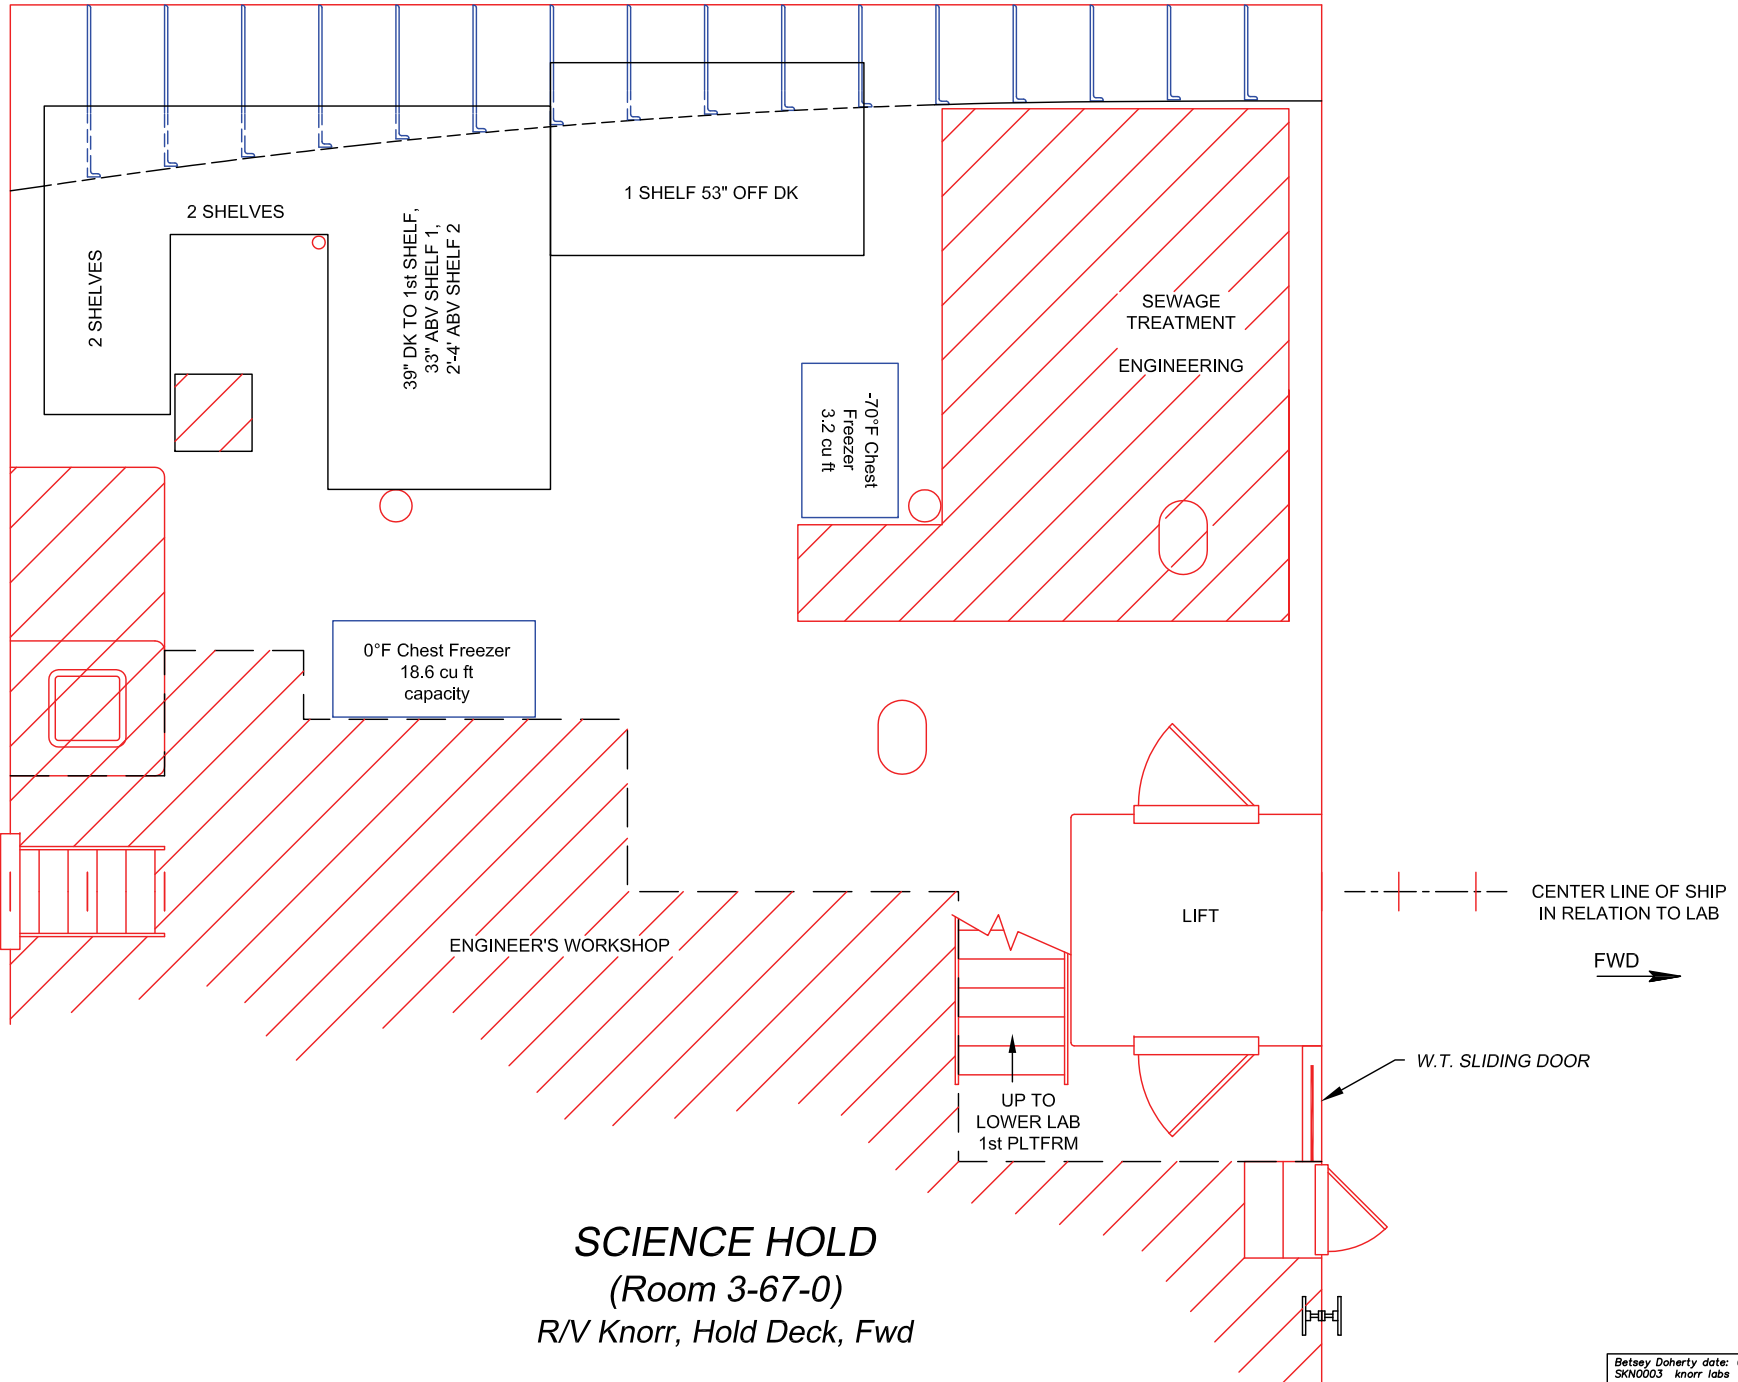 2 SHELVES
2 SHELVES
39" DK TO 1st SHELF,
33" ABV SHELF 1,
2'-4' ABV SHELF 2
1 SHELF 53" OFF DK
SEWAGE
TREATMENT
ENGINEERING
-70°F Chest
Freezer
3.2 cu ft
0°F Chest Freezer
18.6 cu ft
capacity
LIFT
CENTER LINE OF SHIP
IN RELATION TO LAB
FWD
ENGINEER'S WORKSHOP
W.T. SLIDING DOOR
UP TO
LOWER LAB
1st PLTFRM
SCIENCE HOLD
(Room 3-67-0)
R/V Knorr, Hold Deck, Fwd
Betsey Doherty date:
SKN0003 knorr labs